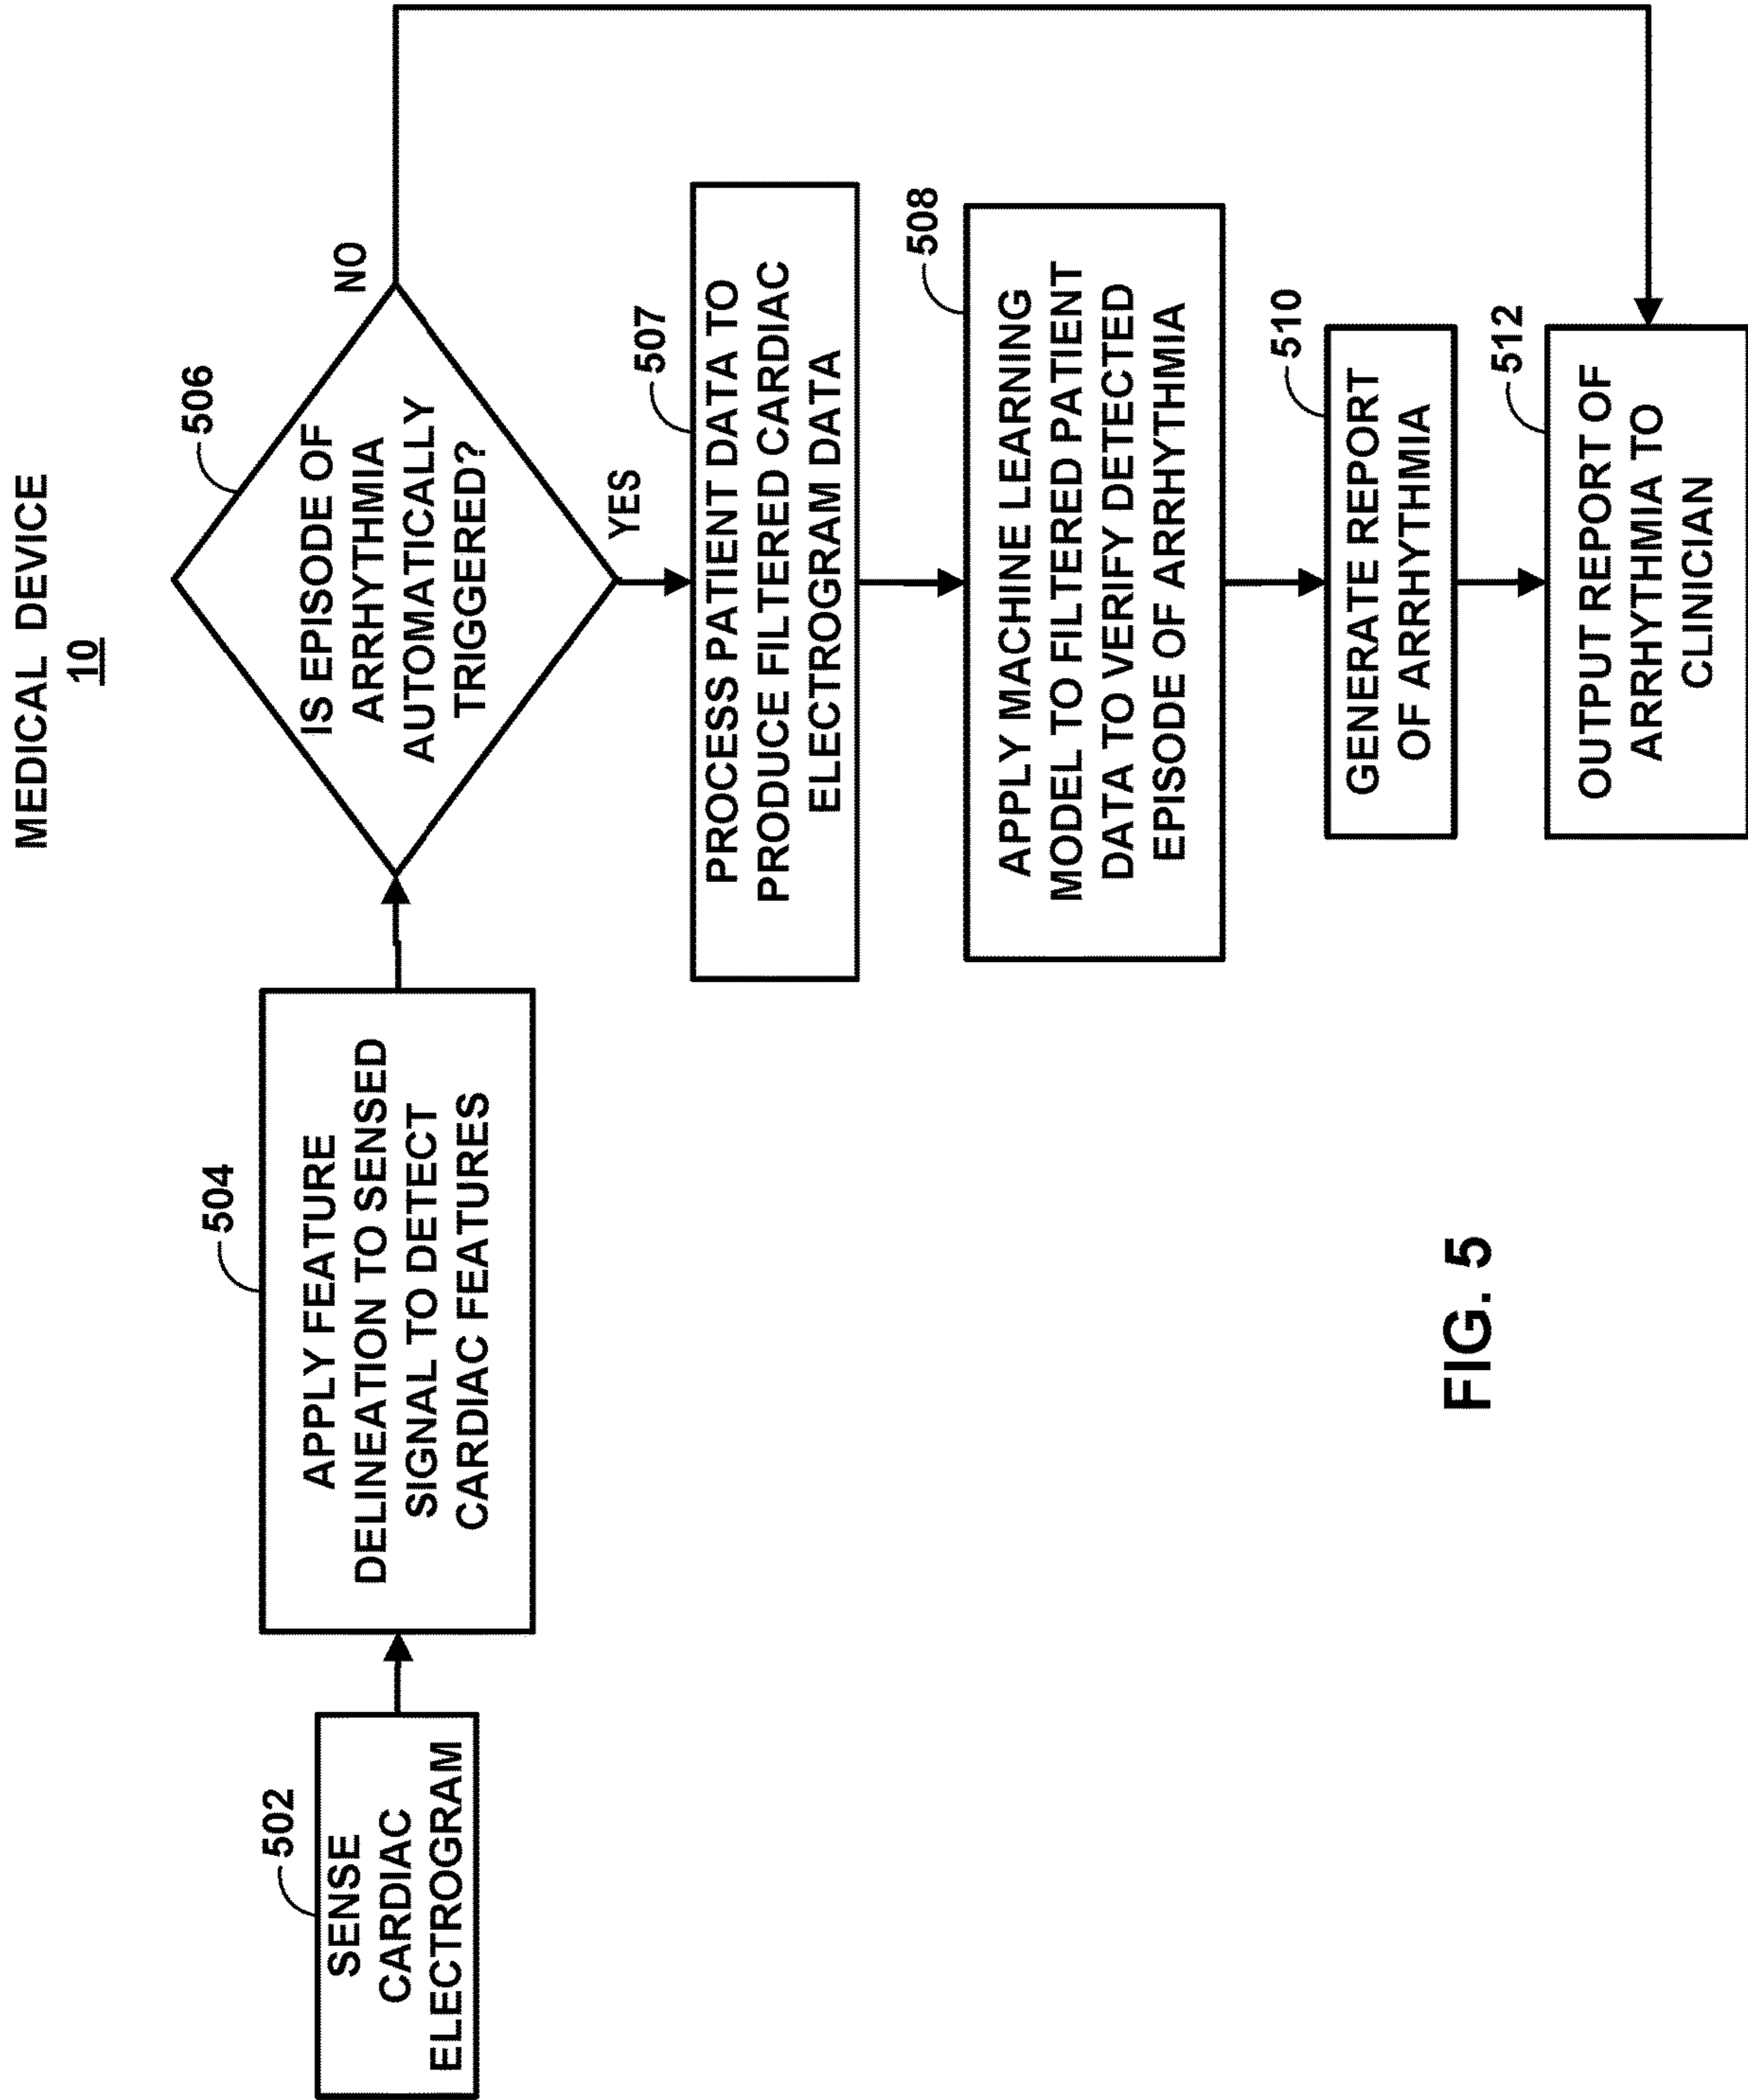 MEDICAL DEVICE
10
502
SENSE
CARDIAC
ELECTROGRAM
504
APPLY FEATURE
DELINEATION TO SENSED
SIGNAL TO DETECT
CARDIAC FEATURES
506
IS EPISODE OF
ARRHYTHMIA
AUTOMATICALLY
TRIGGERED?
NO
YES
507
PROCESS PATIENT DATA TO
PRODUCE FILTERED CARDIAC
ELECTROGRAM DATA
508
APPLY MACHINE LEARNING
MODEL TO FILTERED PATIENT
DATA TO VERIFY DETECTED
EPISODE OF ARRHYTHMIA
510
GENERATE REPORT
OF ARRHYTHMIA
512
OUTPUT REPORT OF
ARRHYTHMIA TO
CLINICIAN
FIG. 5